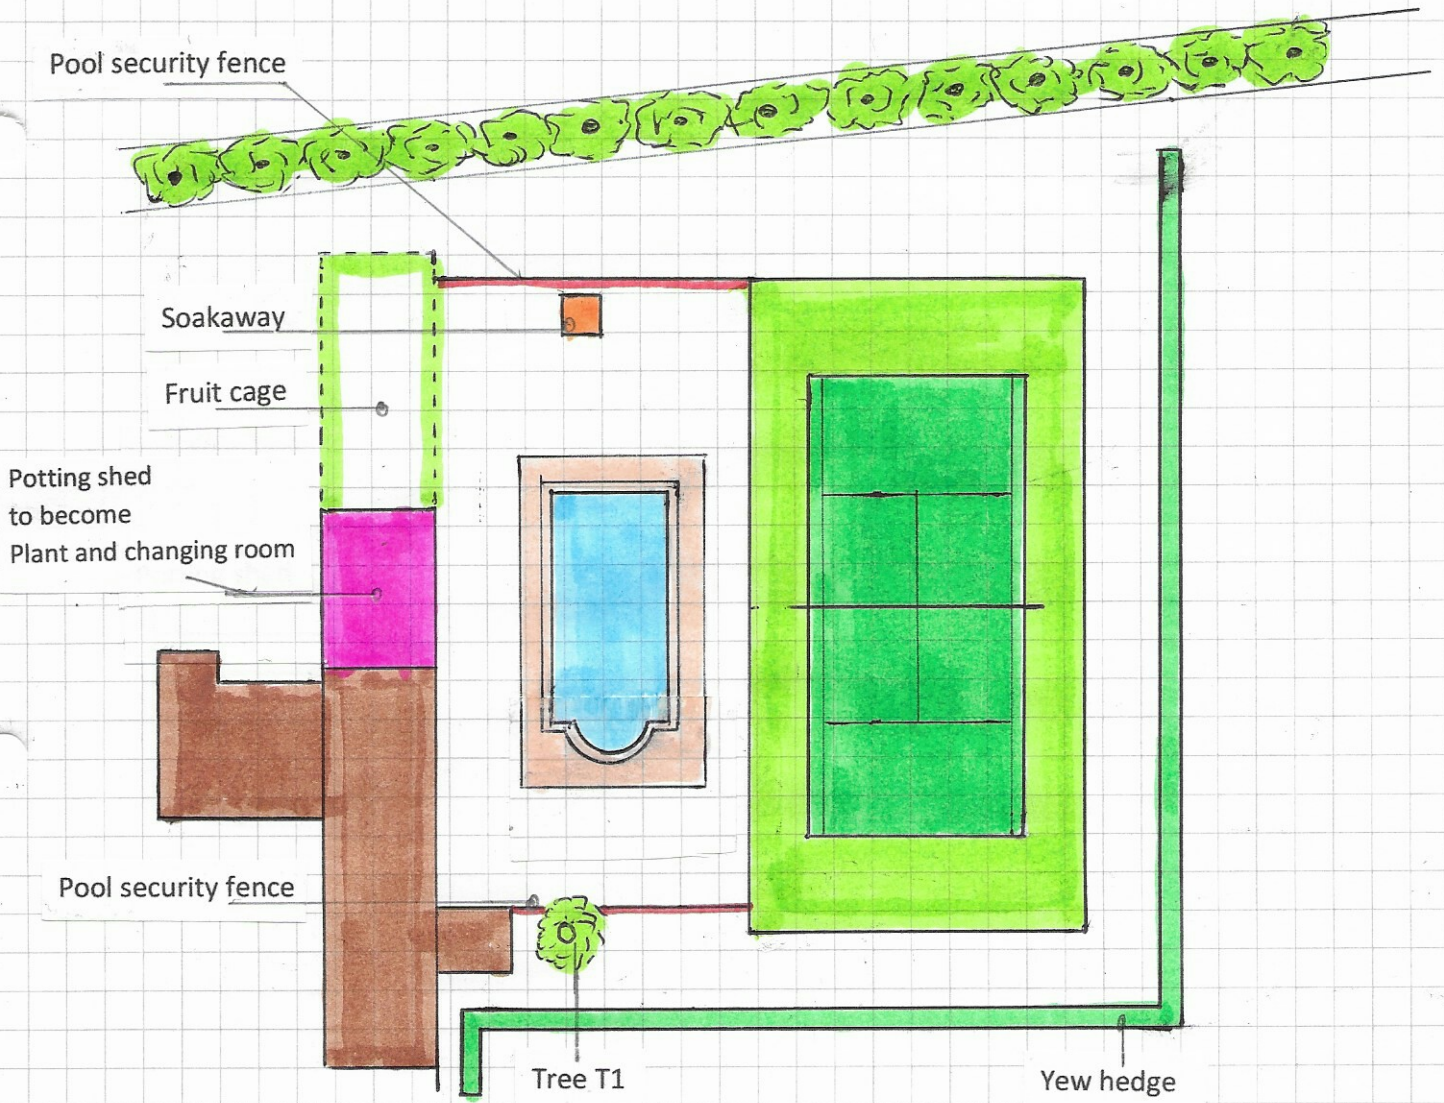 Pool security fence
Soakaway
Fruit cage
Potting shed
to become
Plant and changing room
Pool security fence
Tree T1
Yew hedge